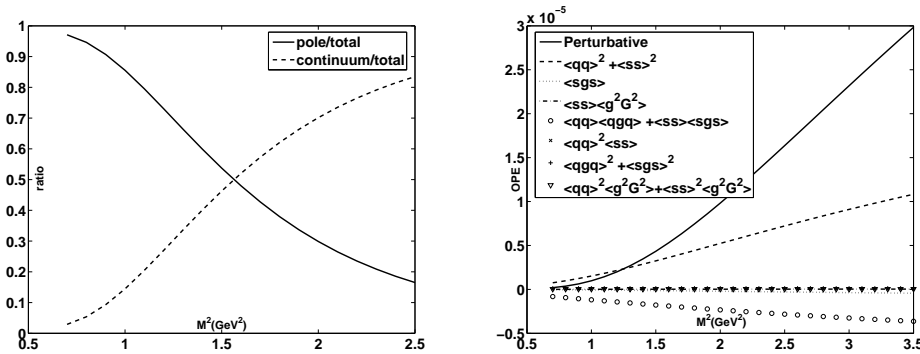 1
0.9
0.8
0.7
0.6
0.5
0.4
0.3
0.2
0.1
0
ratio
pole/total
continuum/total
0.5 1 1.5 2 2.5
M²(GeV²)
x 10⁻⁵
3
2.5
2
1.5
1
0.5
0
−0.5
OPE
Perturbative
<qq>² +<ss>²
<sgs>
<ss><g²G²>
<qq><qgq> +<ss><sgs>
<qq>²<ss>
<qgq>² +<sgs>²
<qq>²<g²G²>+<ss>²<g²G²>
M²(GeV²)
0.5 1 1.5 2 2.5 3 3.5